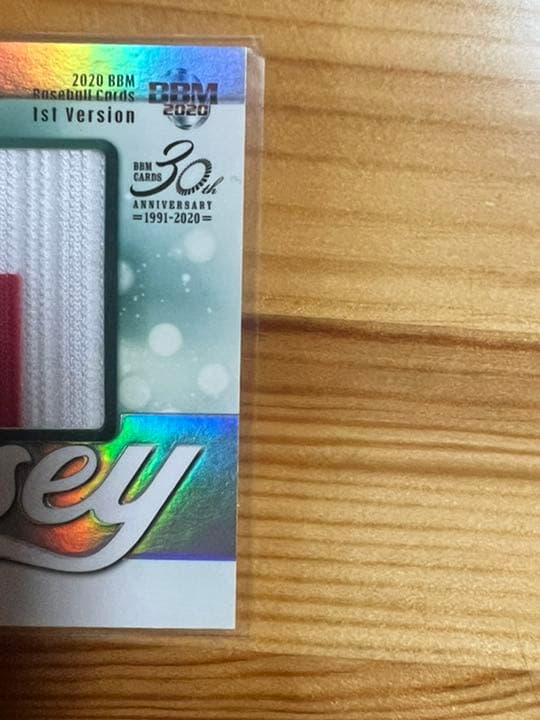 2020 BBM
Baseball Cards
1st Version
BBM
2020
BBM
CARDS
30th
ANNIVERSARY
=1991-2020=
sey